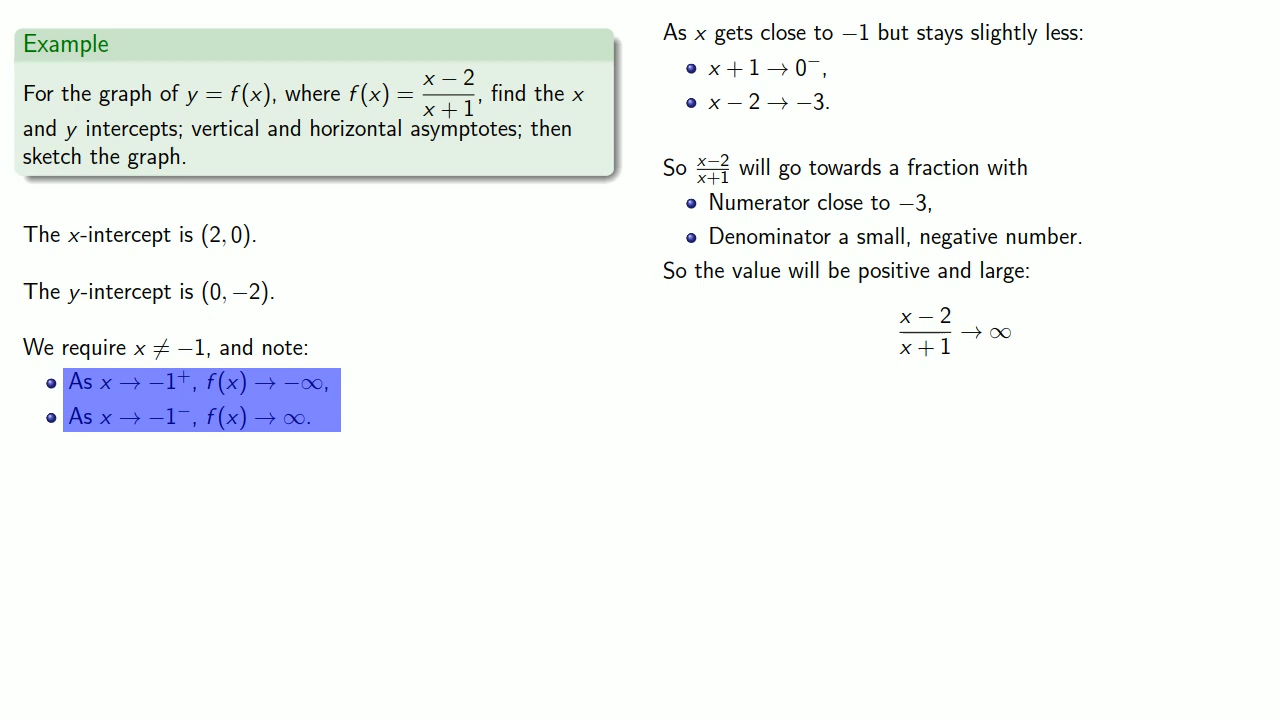 Example
For the graph of y = f(x), where f(x) = \frac{x − 2}{x + 1}, find the x
and y intercepts; vertical and horizontal asymptotes; then
sketch the graph.
The x-intercept is (2, 0).
The y-intercept is (0, −2).
We require x ≠ −1, and note:
• As x → −1⁺, f(x) → −∞,
• As x → −1⁻, f(x) → ∞.
As x gets close to −1 but stays slightly less:
• x + 1 → 0⁻,
• x − 2 → −3.
So \frac{x−2}{x+1} will go towards a fraction with
• Numerator close to −3,
• Denominator a small, negative number.
So the value will be positive and large:
\frac{x − 2}{x + 1} → ∞